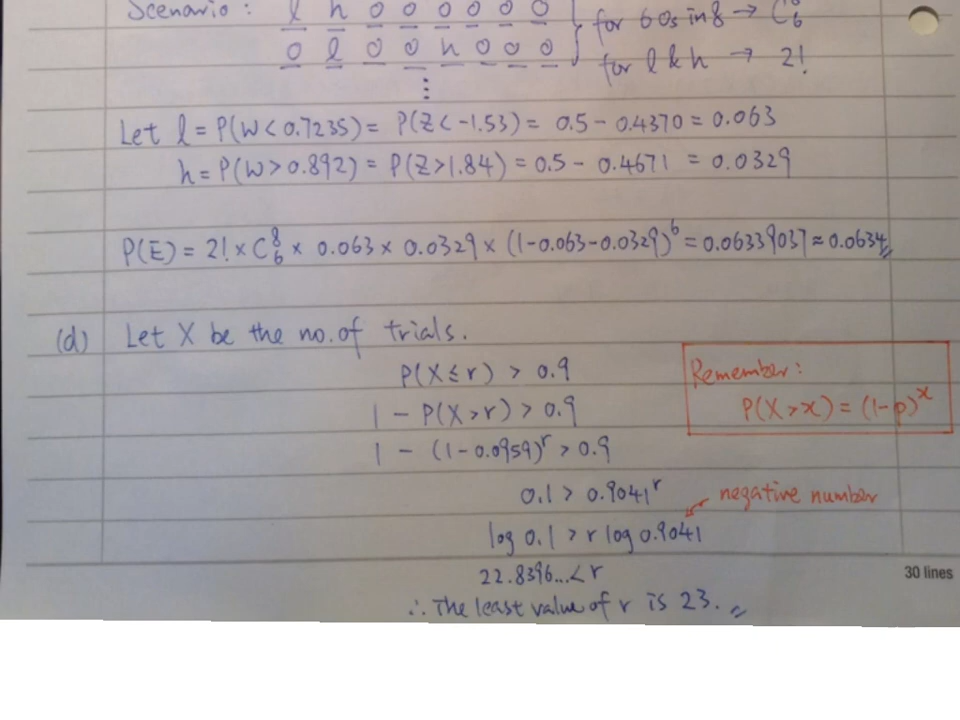 Scenario : l h o o o o o o } for 6 Os in 8 → C⁸₆
o l o o h o o o for l & h → 2!
⋮
Let l = P(W < 0.7235) = P(Z < -1.53) = 0.5 - 0.4370 = 0.063
h = P(W > 0.892) = P(Z > 1.84) = 0.5 - 0.4671 = 0.0329
P(E) = 2! × C⁸₆ × 0.063 × 0.0329 × (1-0.063-0.0329)⁶ = 0.06339037 ≈ 0.0634
(d) Let X be the no. of trials.
P(X ≤ r) > 0.9
Remember:
1 - P(X > r) > 0.9
P(X > x) = (1-p)ˣ
1 - (1-0.0959)ʳ > 0.9
0.1 > 0.9041ʳ
negative number
log 0.1 > r log 0.9041
22.8396... < r
30 lines
∴ The least value of r is 23.